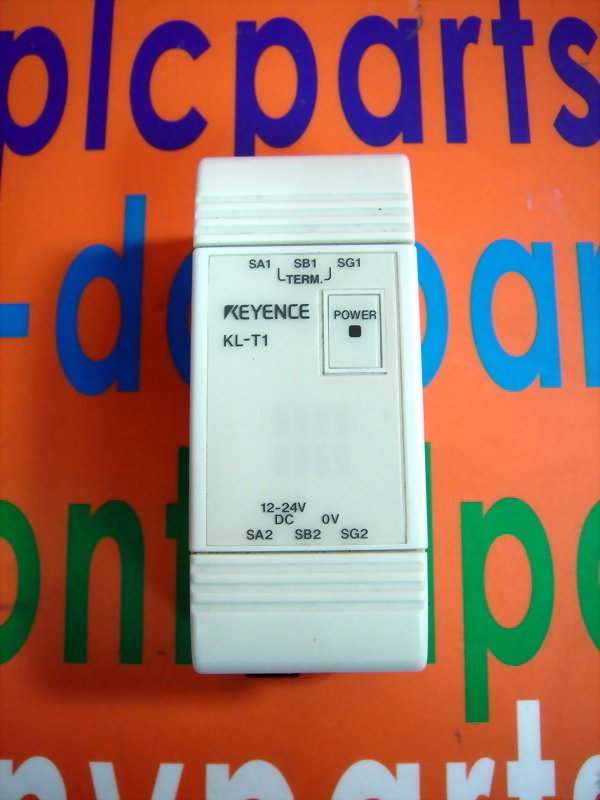 plcparts
SA1 SB1 SG1
TERM.
KEYENCE
POWER
KL-T1
12-24V
DC 0V
SA2 SB2 SG2